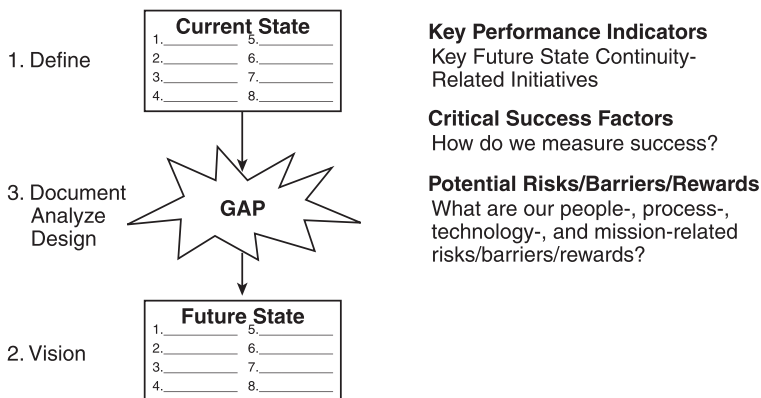 Current State
1. 5.
2. 6.
3. 7.
4. 8.
1. Define
3. Document
Analyze
Design
GAP
Future State
1. 5.
2. 6.
3. 7.
4. 8.
2. Vision
Key Performance Indicators
Key Future State Continuity-
Related Initiatives
Critical Success Factors
How do we measure success?
Potential Risks/Barriers/Rewards
What are our people-, process-,
technology-, and mission-related
risks/barriers/rewards?